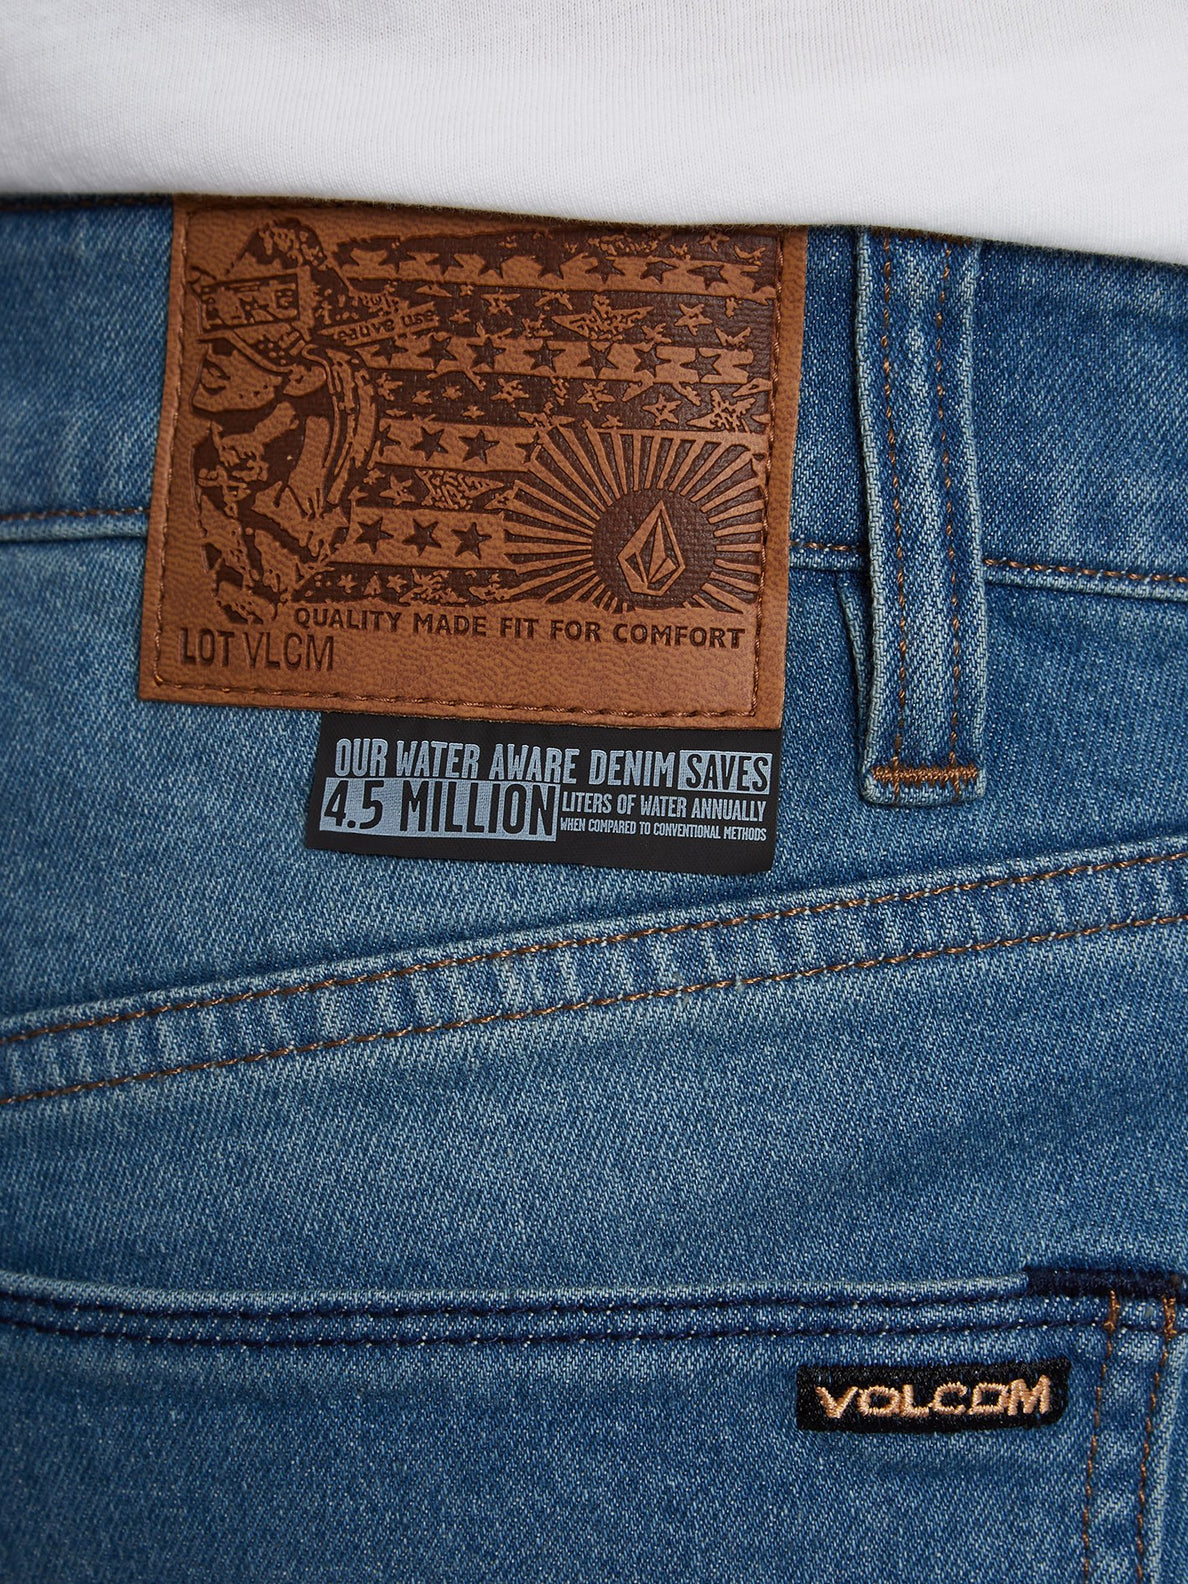 QUALITY MADE FIT FOR COMFORT
LOT VLCM
OUR WATER AWARE DENIM SAVES
4.5 MILLION
LITERS OF WATER ANNUALLY
WHEN COMPARED TO CONVENTIONAL METHODS
VOLCOM